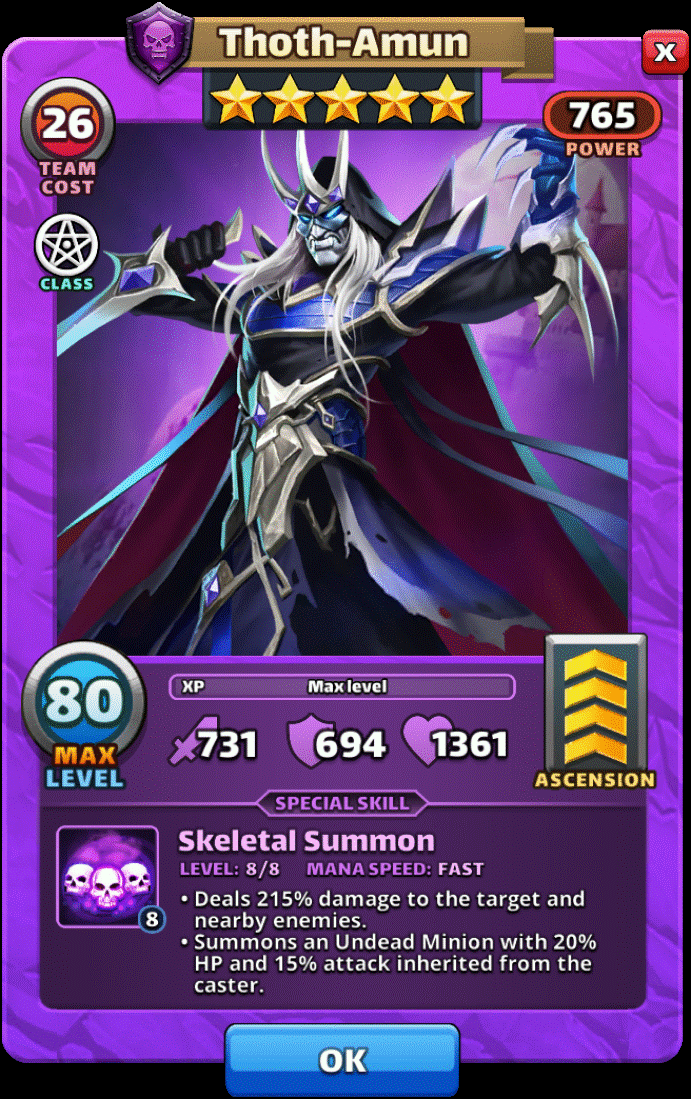 Thoth-Amun
X
26
TEAM
COST
765
POWER
CLASS
80
MAX
LEVEL
XP Max level
731 694 1361
ASCENSION
SPECIAL SKILL
Skeletal Summon
LEVEL: 8/8 MANA SPEED: FAST
8
• Deals 215% damage to the target and
nearby enemies.
• Summons an Undead Minion with 20%
HP and 15% attack inherited from the
caster.
OK